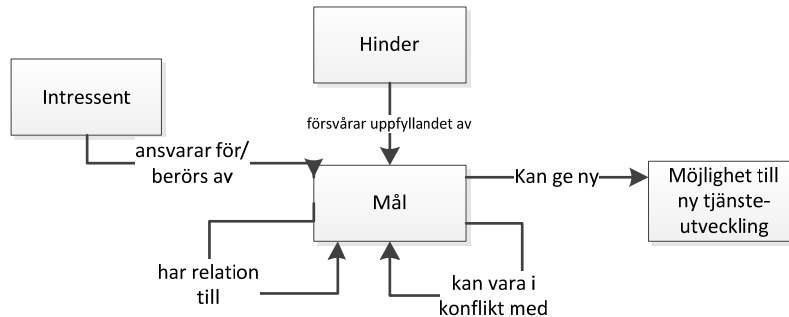 Hinder
Intressent
försvårar uppfyllandet av
ansvarar för/
berörs av
Mål
Kan ge ny
Möjlighet till
ny tjänste-
utveckling
har relation
till
kan vara i
konflikt med